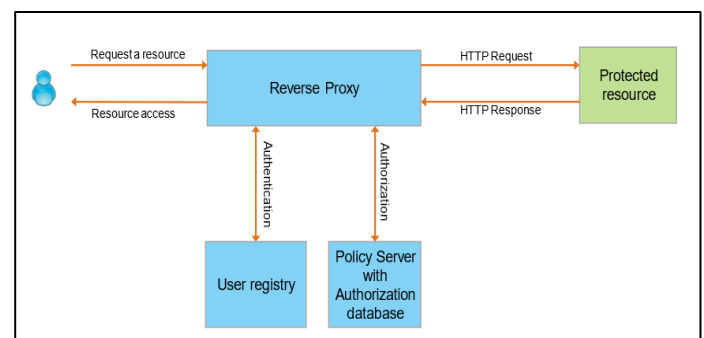 Request a resource
Resource access
Reverse Proxy
HTTP Request
HTTP Response
Protected
resource
Authentication
Authorization
User registry
Policy Server
with
Authorization
database